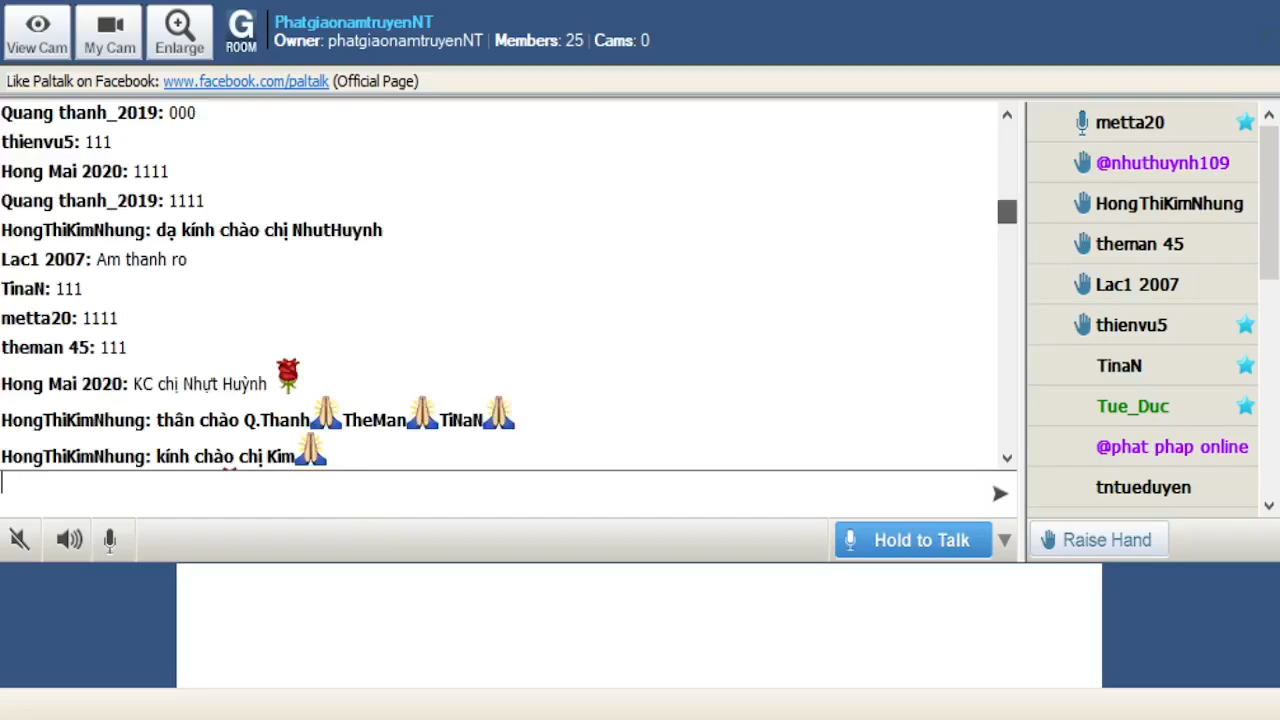 View Cam
My Cam
Enlarge
G
ROOM
PhatgiaonamtruyenNT
Owner: phatgiaonamtruyenNT | Members: 25 | Cams: 0
Like Paltalk on Facebook: www.facebook.com/paltalk (Official Page)
Quang thanh_2019: 000
thienvu5: 111
Hong Mai 2020: 1111
Quang thanh_2019: 1111
HongThiKimNhung: dạ kính chào chị NhutHuynh
Lac1 2007: Am thanh ro
TinaN: 111
metta20: 1111
theman 45: 111
Hong Mai 2020: KC chị Nhựt Huỳnh
HongThiKimNhung: thân chào Q.Thanh TheMan TiNaN
HongThiKimNhung: kính chào chị Kim
Hold to Talk
metta20
@nhuthuynh109
HongThiKimNhung
theman 45
Lac1 2007
thienvu5
TinaN
Tue_Duc
@phat phap online
tntueduyen
Raise Hand